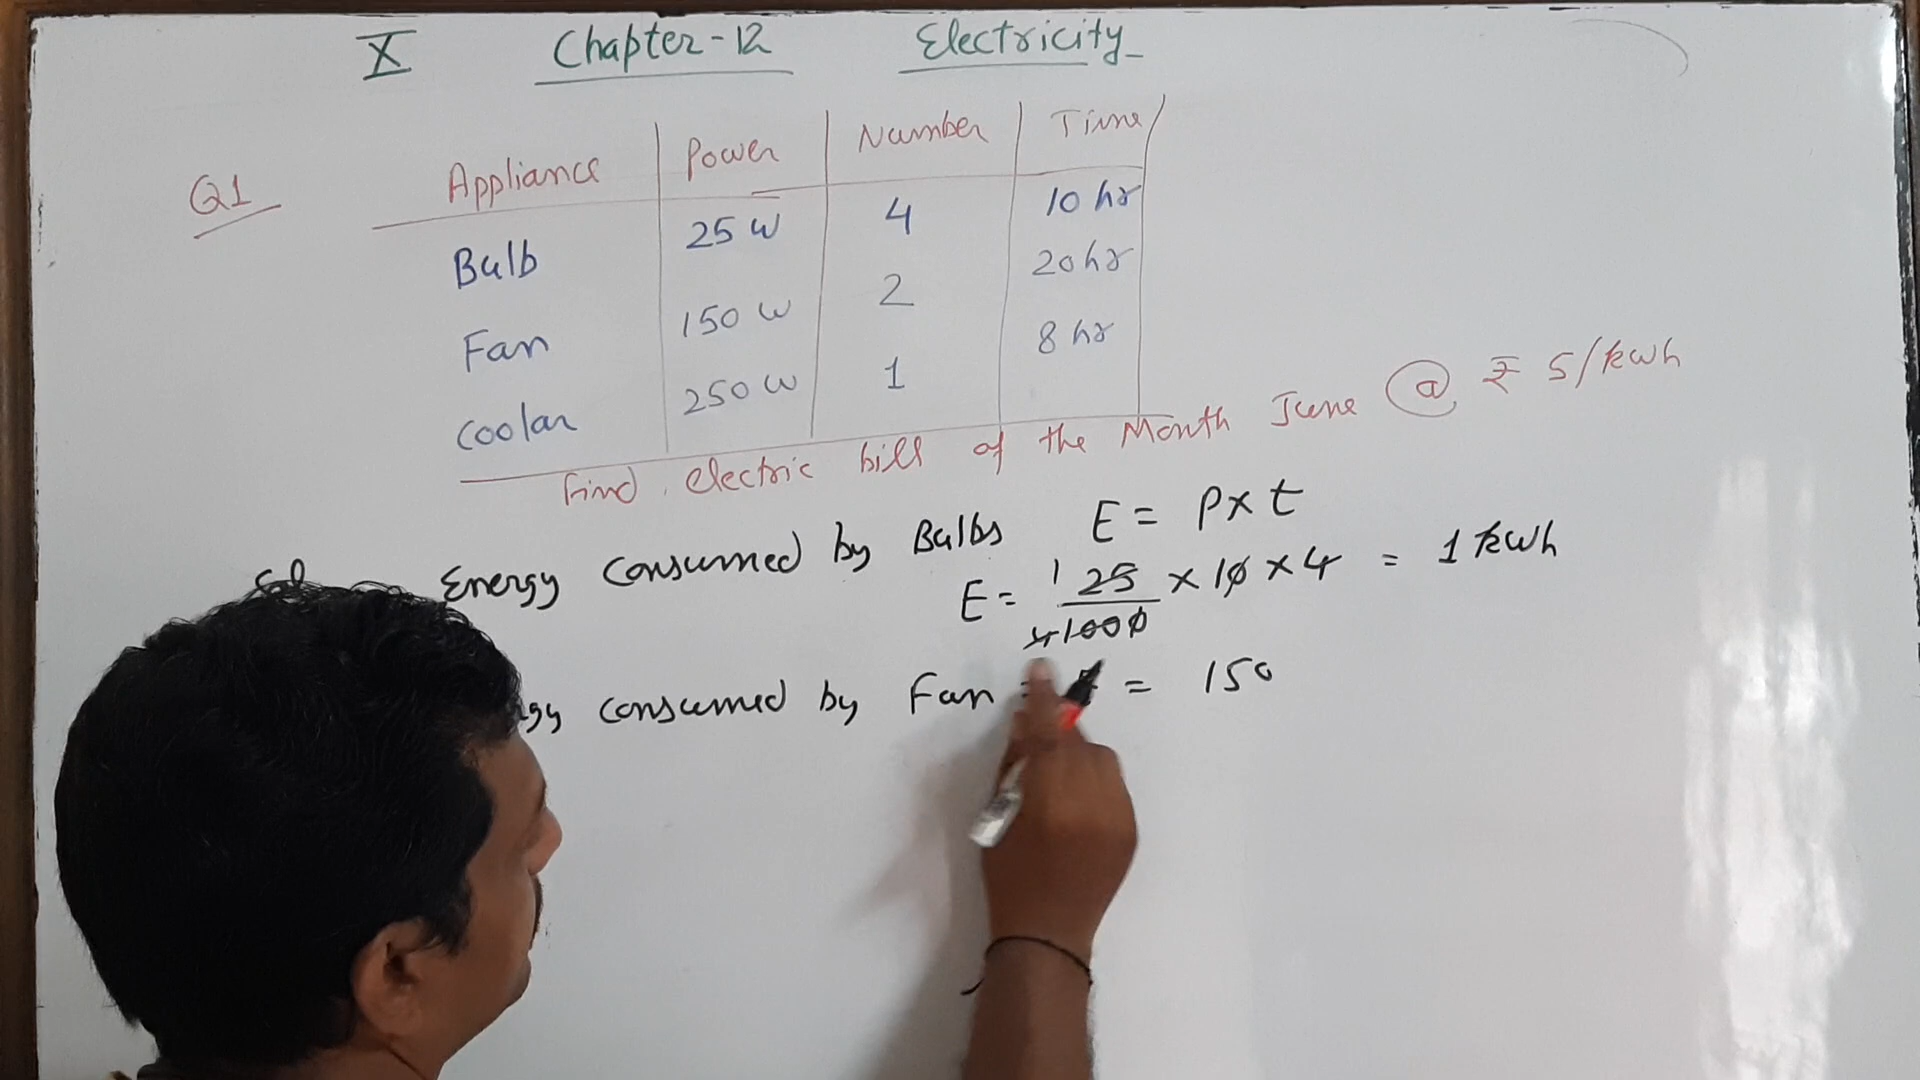 X Chapter-12 Electricity
Q1 Appliance Power Number Time
Bulb 25 W 4 10 hr
Fan 150 W 2 20 hr
Coolar 250 W 1 8 hr
Find electric bill of the Month June @ ₹ 5/kwh
Energy Consumed by Bulbs E = P x t
E = 25/1000 x 10 x 4 = 1 kWh
consumed by Fan = 150